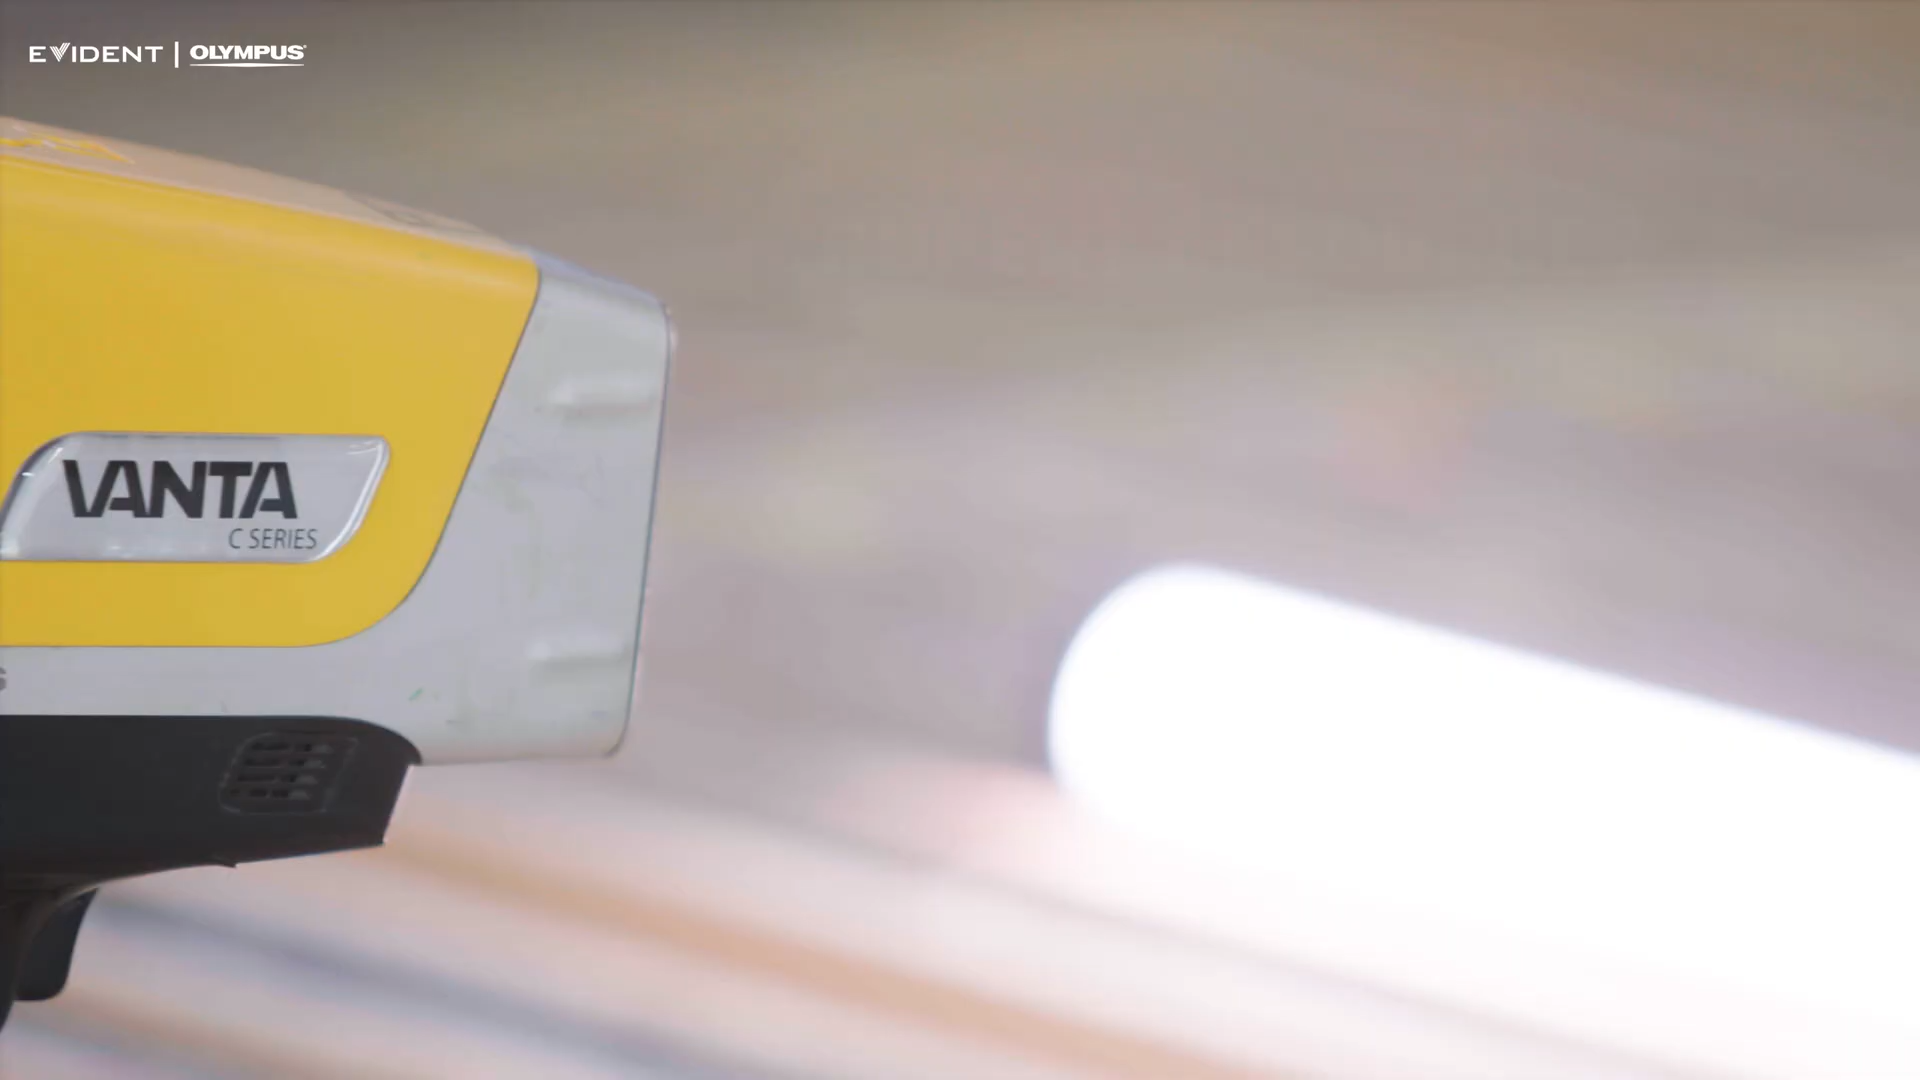 EVIDENT | OLYMPUS
VANTA
C SERIES